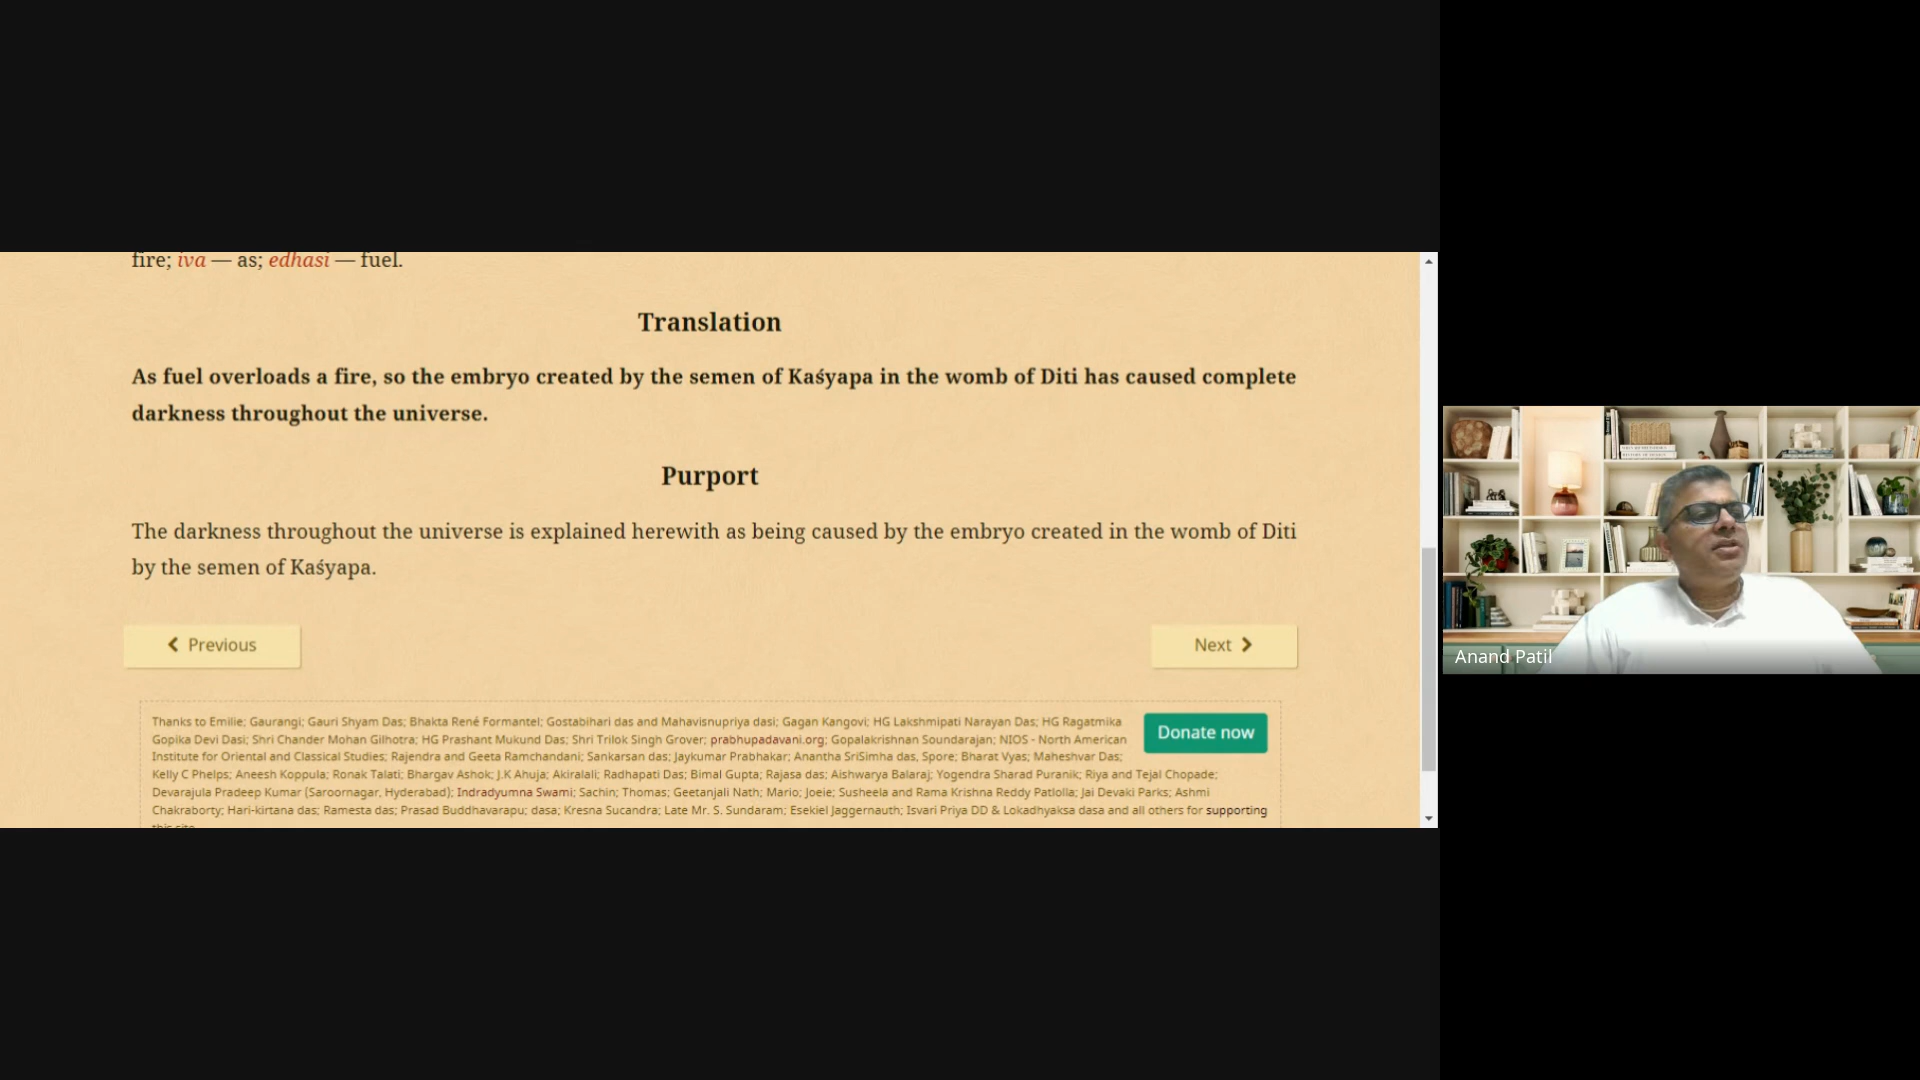 fire; iva — as; edhasi — fuel.
Translation
As fuel overloads a fire, so the embryo created by the semen of Kaśyapa in the womb of Diti has caused complete
darkness throughout the universe.
Purport
The darkness throughout the universe is explained herewith as being caused by the embryo created in the womb of Diti
by the semen of Kaśyapa.
Previous
Next
Thanks to Emilie; Gaurangi; Gauri Shyam Das; Bhakta René Formantel; Gostabihari das and Mahavisnupriya dasi; Gagan Kangovi; HG Lakshmipati Narayan Das; HG Ragatmika
Gopika Devi Dasi; Shri Chander Mohan Gilhotra; HG Prashant Mukund Das; Shri Trilok Singh Grover; prabhupadavani.org; Gopalakrishnan Soundarajan; NIOS - North American
Institute for Oriental and Classical Studies; Rajendra and Geeta Ramchandani; Sankarsan das; Jaykumar Prabhakar; Anantha SriSimha das, Spore; Bharat Vyas; Maheshvar Das;
Kelly C Phelps; Aneesh Koppula; Ronak Talati; Bhargav Ashok; J.K Ahuja; Akiralali; Radhapati Das; Bimal Gupta; Rajasa das; Aishwarya Balaraj; Yogendra Sharad Puranik; Riya and Tejal Chopade;
Devarajula Pradeep Kumar (Saroornagar, Hyderabad); Indradyumna Swami; Sachin; Thomas; Geetanjali Nath; Mario; Joeie; Susheela and Rama Krishna Reddy Patlolla; Jai Devaki Parks; Ashmi
Chakraborty; Hari-kirtana das; Ramesta das; Prasad Buddhavarapu; dasa; Kresna Sucandra; Late Mr. S. Sundaram; Esekiel Jaggernauth; Isvari Priya DD & Lokadhyaksa dasa and all others for supporting
this site
Donate now
Anand Patil